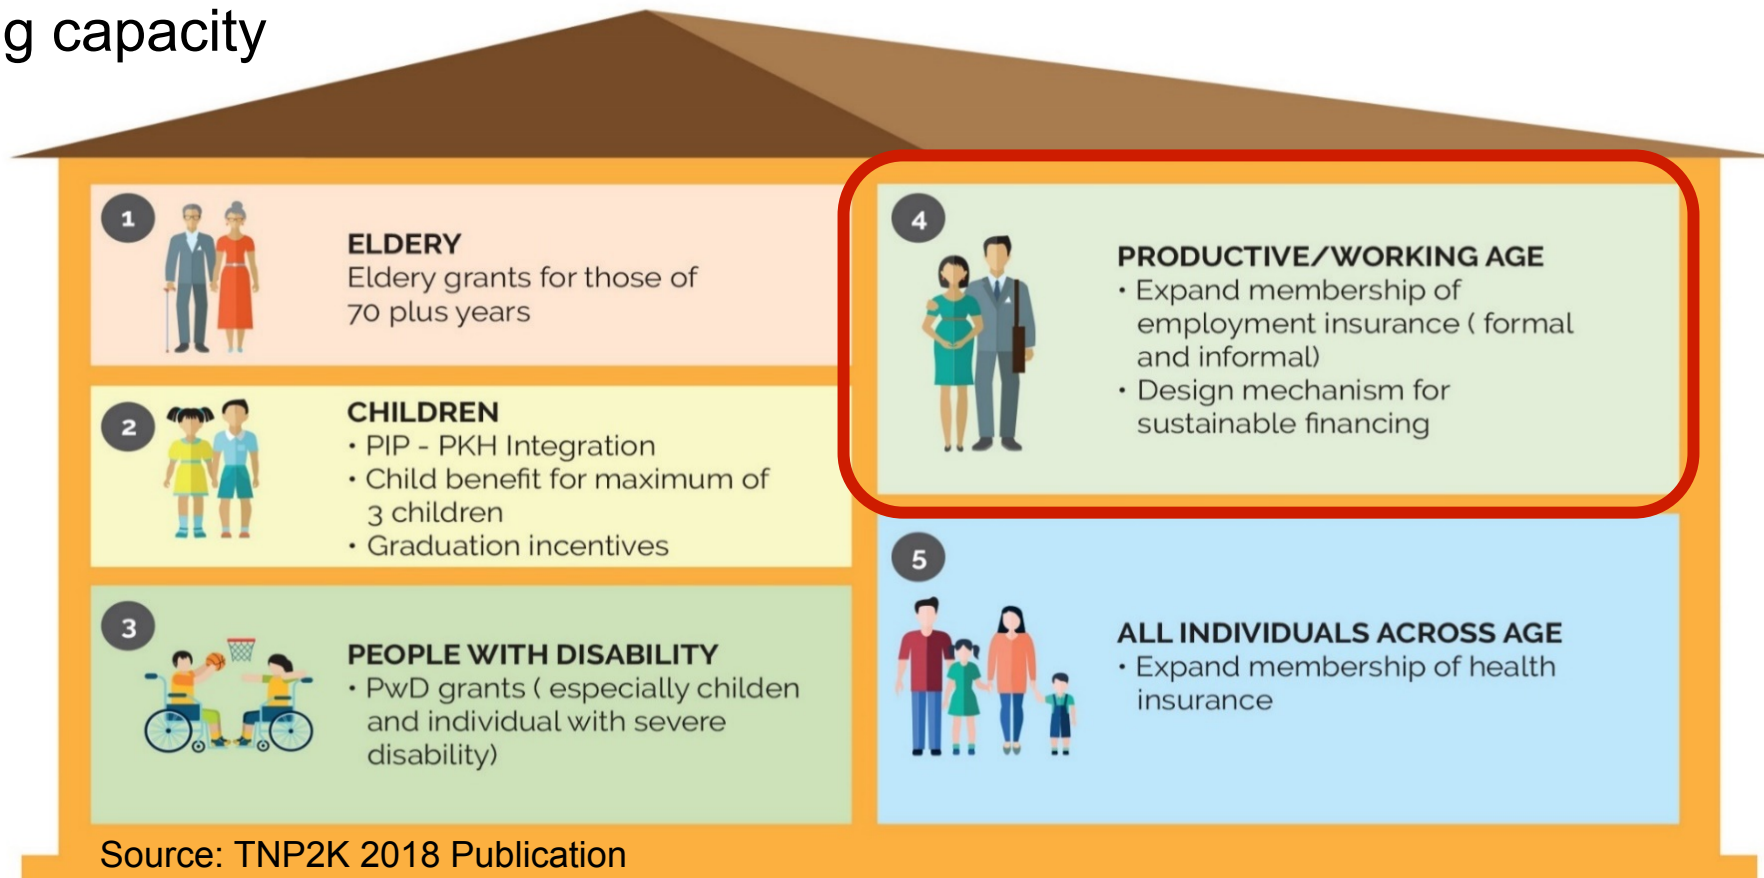 g capacity
1
ELDERY
Eldery grants for those of
70 plus years
2
CHILDREN
• PIP - PKH Integration
• Child benefit for maximum of
3 children
• Graduation incentives
3
PEOPLE WITH DISABILITY
• PwD grants ( especially childen
and individual with severe
disability)
4
PRODUCTIVE/WORKING AGE
• Expand membership of
employment insurance ( formal
and informal)
• Design mechanism for
sustainable financing
5
ALL INDIVIDUALS ACROSS AGE
• Expand membership of health
insurance
Source: TNP2K 2018 Publication